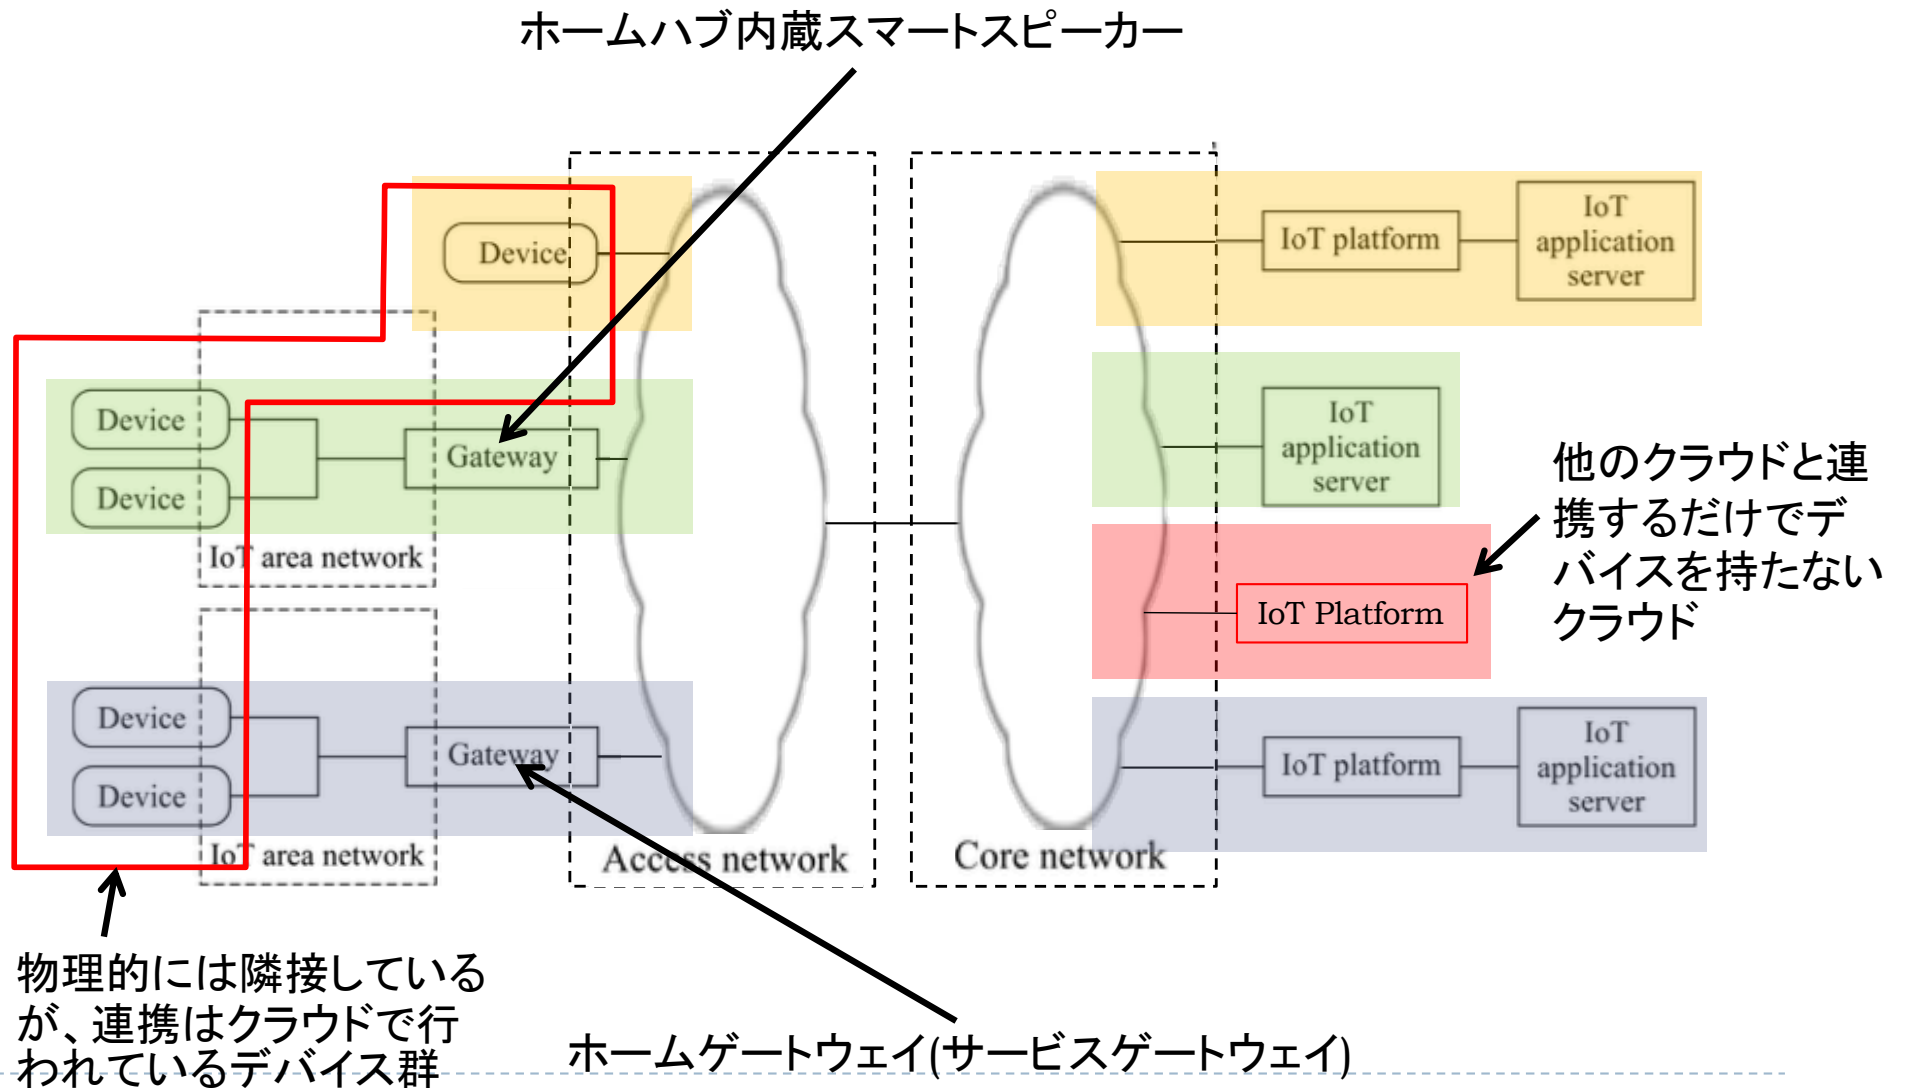 ホームハブ内蔵スマートスピーカー
Device
IoT platform
IoT
application
server
Device
Device
Gateway
IoT area network
IoT
application
server
他のクラウドと連
携するだけでデ
バイスを持たない
クラウド
IoT Platform
Device
Device
Gateway
IoT area network
IoT platform
IoT
application
server
Access network
Core network
物理的には隣接している
が、連携はクラウドで行
われているデバイス群
ホームゲートウェイ(サービスゲートウェイ)